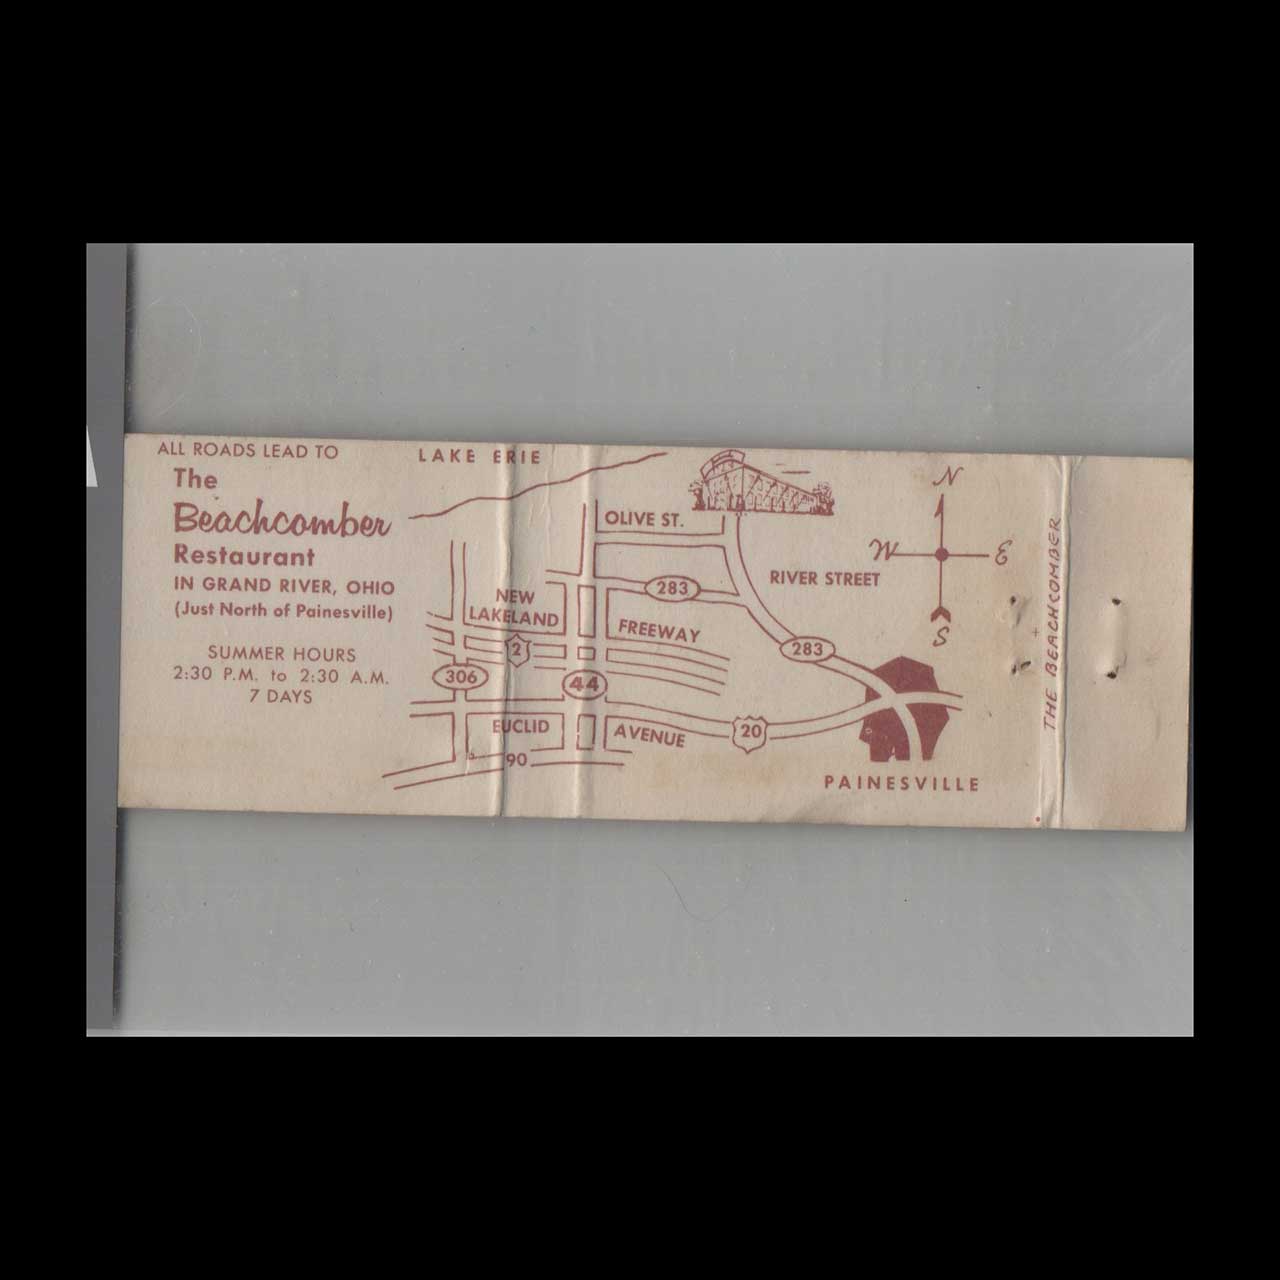 ALL ROADS LEAD TO
The
Beachcomber
Restaurant
IN GRAND RIVER, OHIO
(Just North of Painesville)
SUMMER HOURS
2:30 P.M. to 2:30 A.M.
7 DAYS
LAKE ERIE
OLIVE ST.
RIVER STREET
283
NEW
LAKELAND
FREEWAY
2
283
306
44
EUCLID
AVENUE
20
90
PAINESVILLE
N
W
E
S
THE BEACHCOMBER